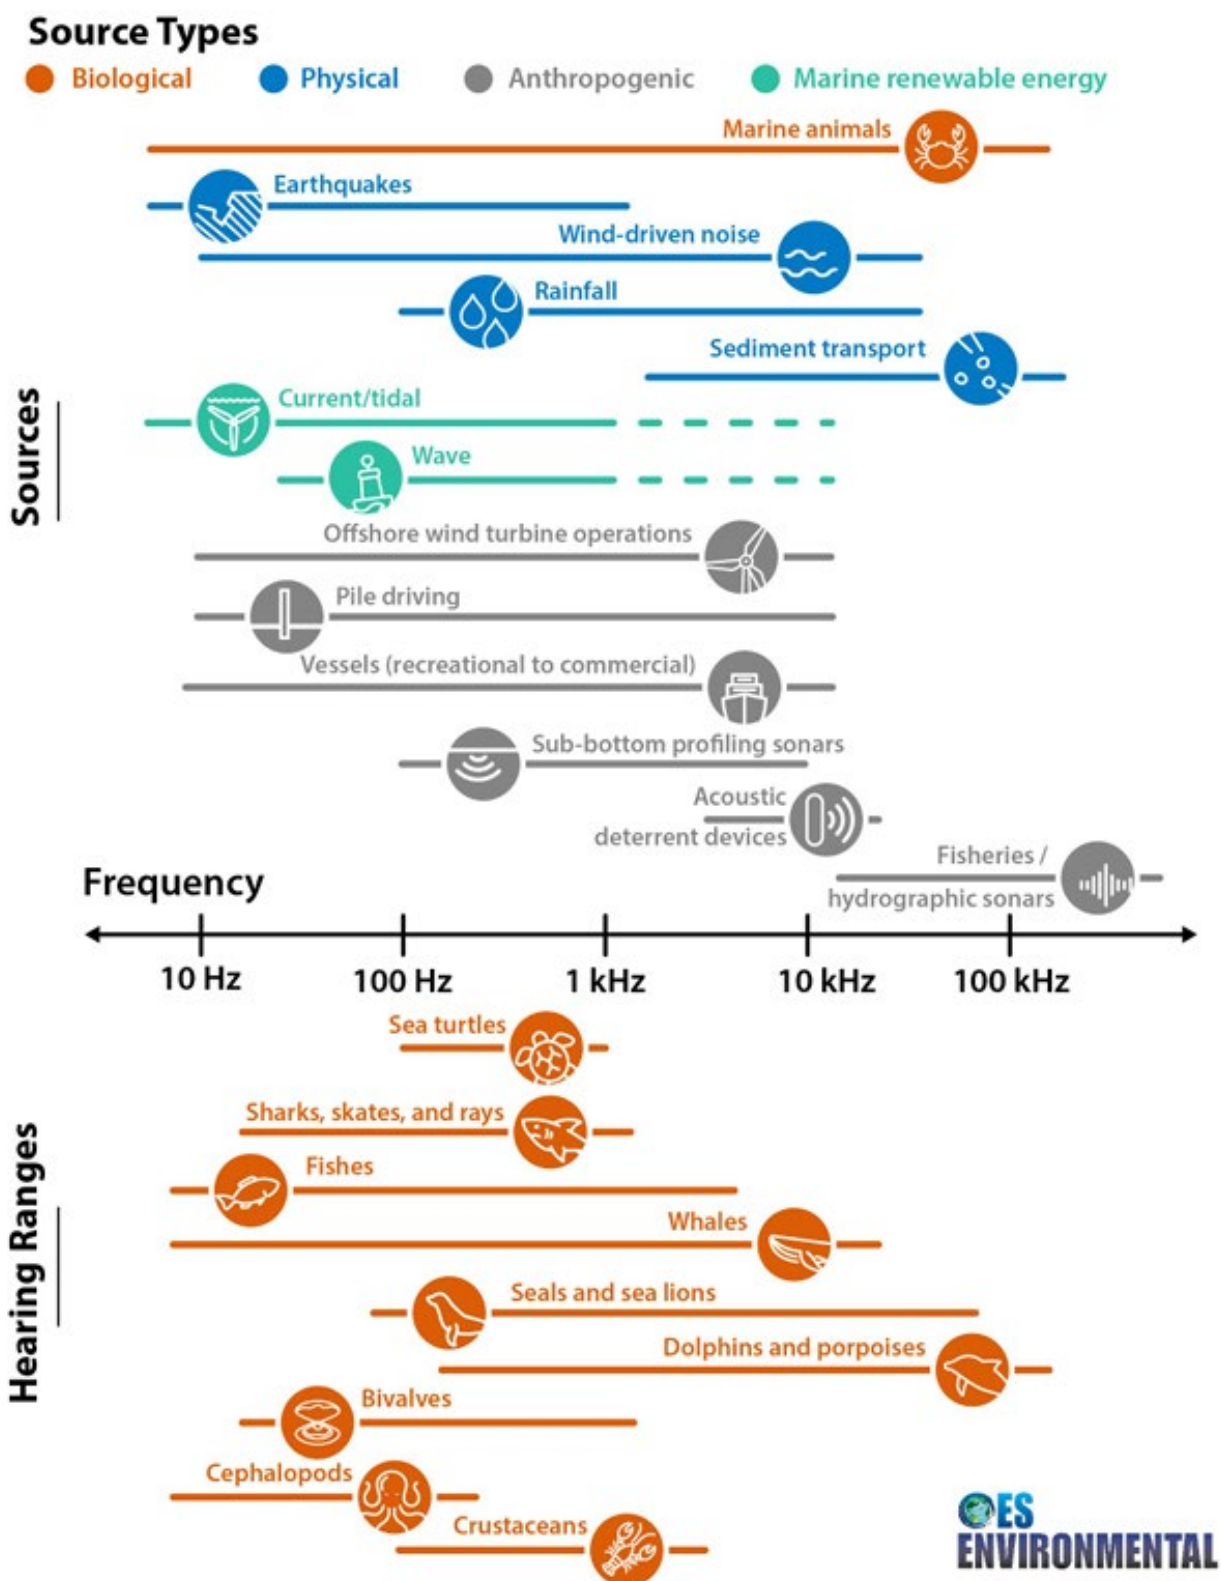 Source Types
Biological
Physical
Anthropogenic
Marine renewable energy
Marine animals
Earthquakes
Wind-driven noise
Rainfall
Sediment transport
Sources
Current/tidal
Wave
Offshore wind turbine operations
Pile driving
Vessels (recreational to commercial)
Sub-bottom profiling sonars
Acoustic
deterrent devices
Fisheries /
hydrographic sonars
Frequency
10 Hz
100 Hz
1 kHz
10 kHz
100 kHz
Hearing Ranges
Sea turtles
Sharks, skates, and rays
Fishes
Whales
Seals and sea lions
Dolphins and porpoises
Bivalves
Cephalopods
Crustaceans
OES
ENVIRONMENTAL